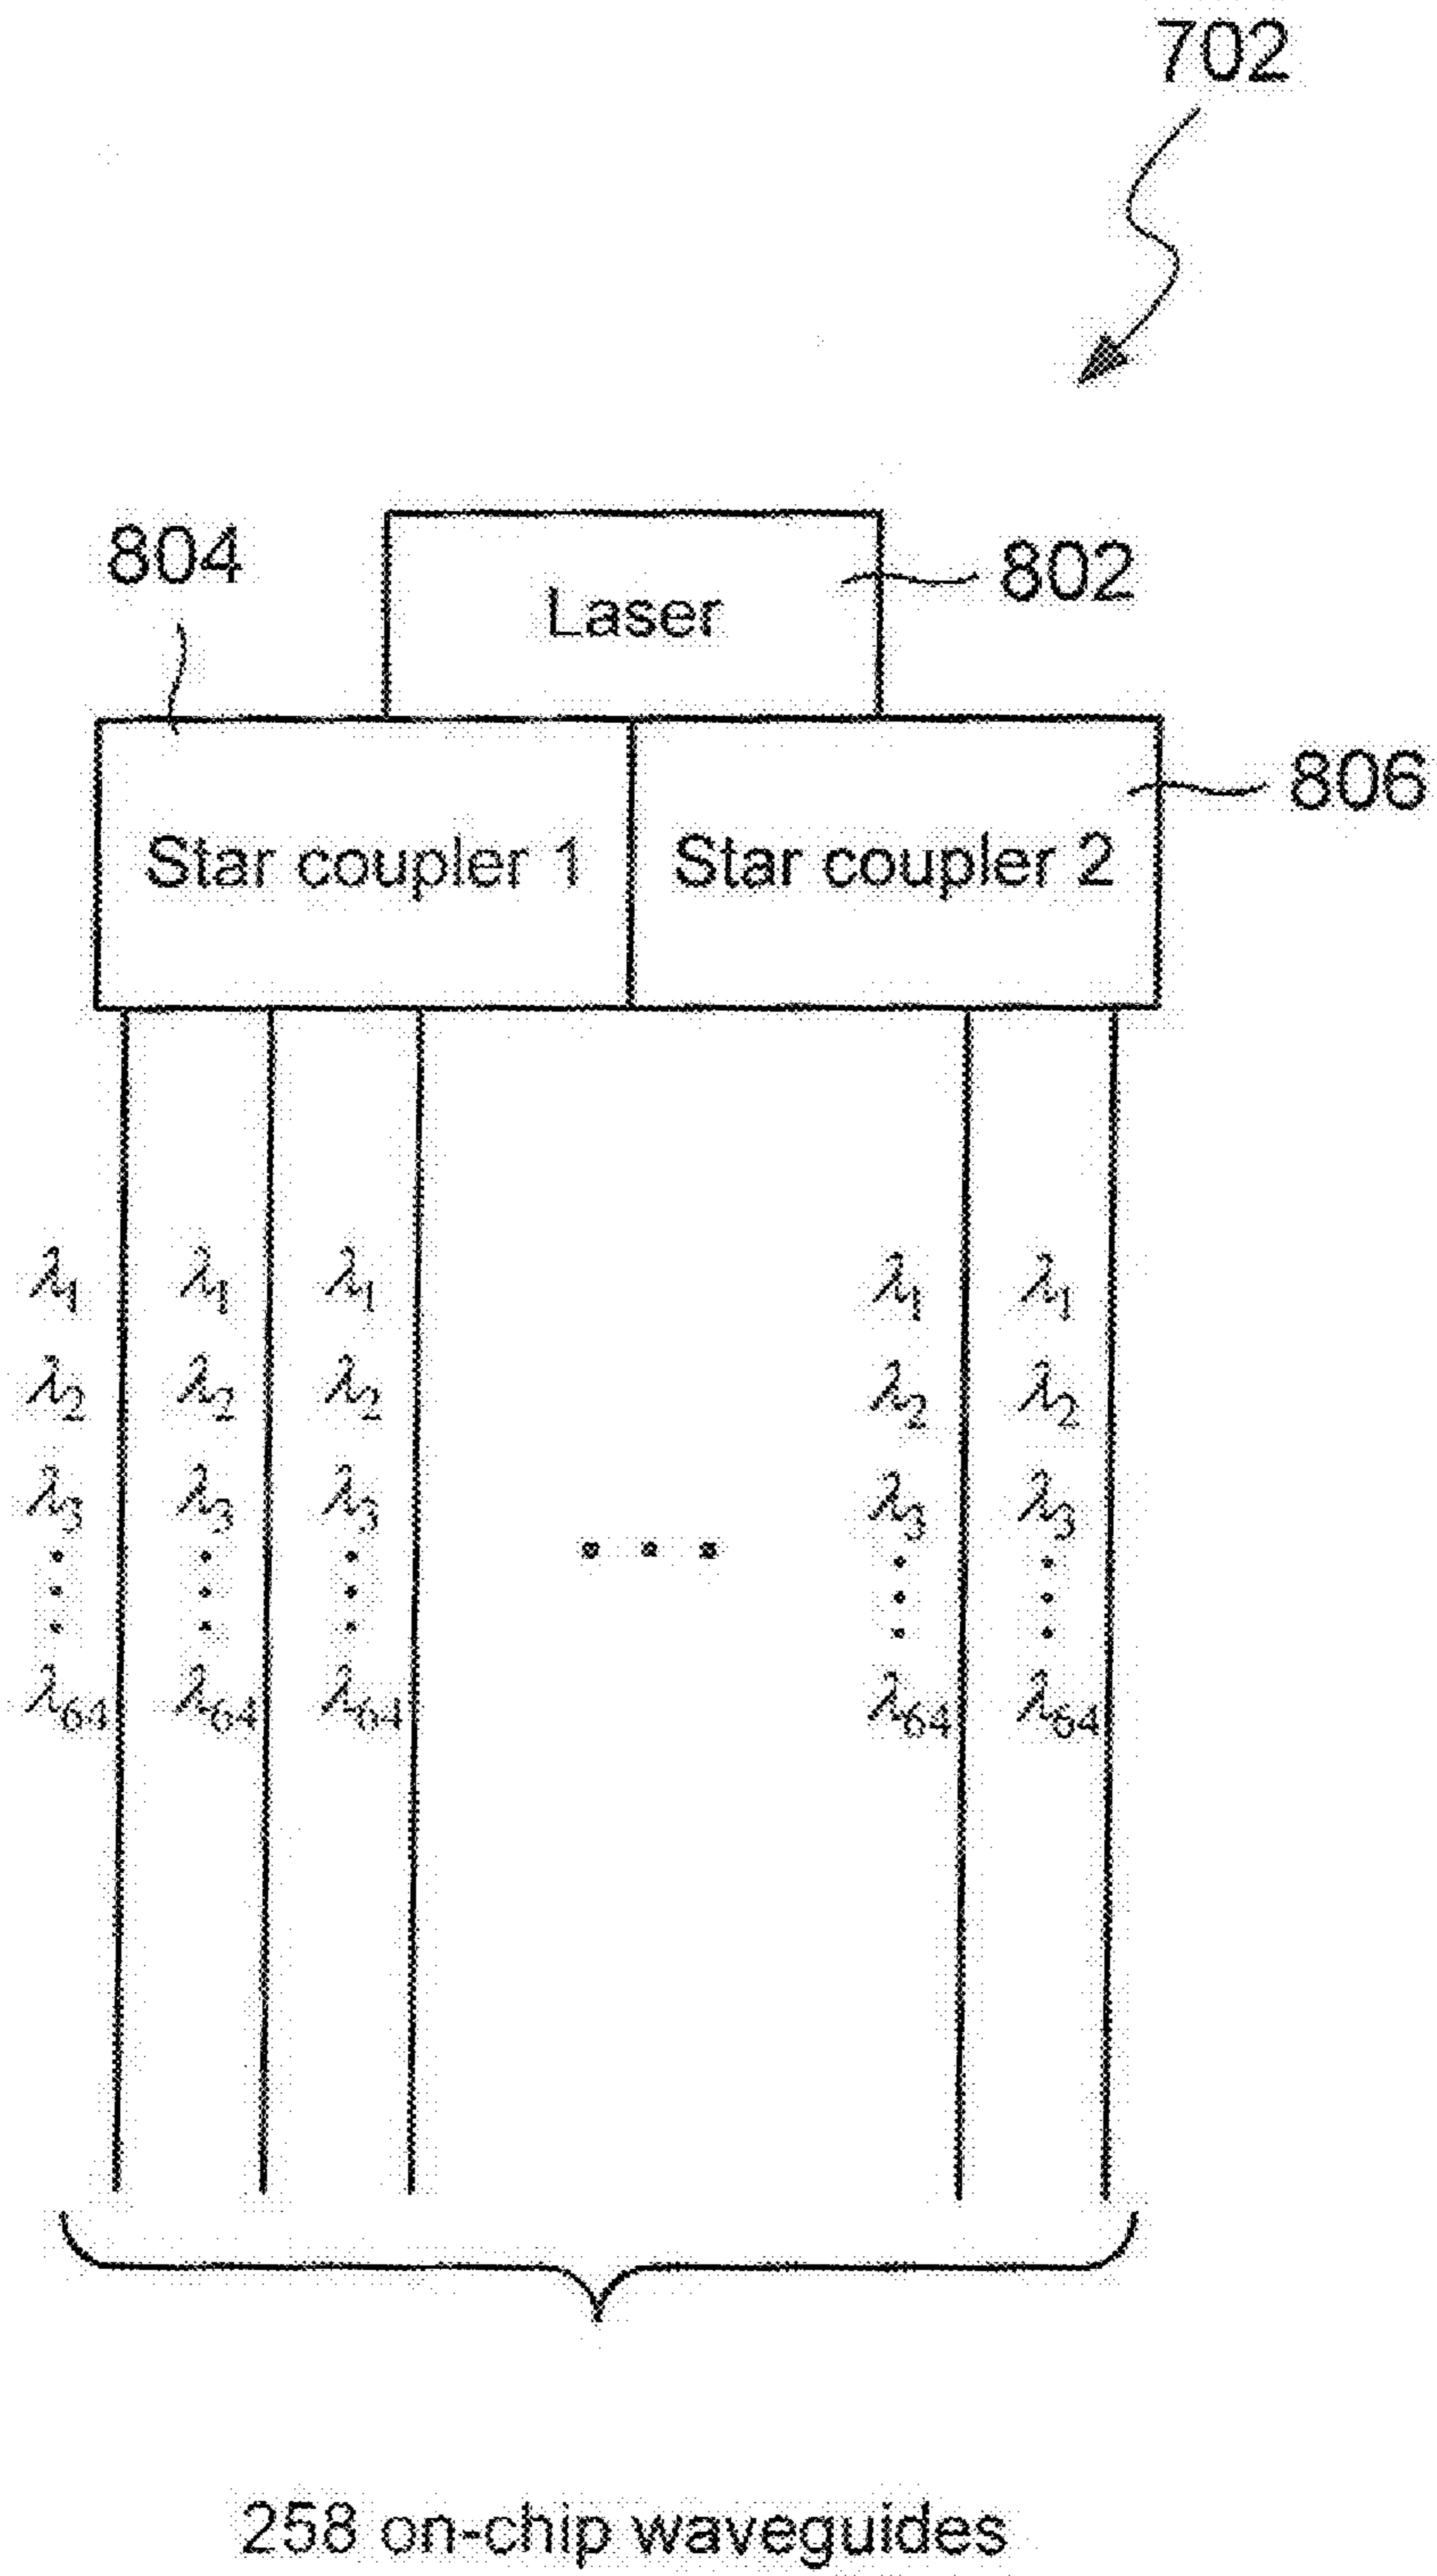 702
804
802
Laser
806
Star coupler 1 Star coupler 2
λ1 λ1 λ1 λ1 λ1
λ2 λ2 λ2 λ2 λ2
λ3 λ3 λ3 . . . λ3 λ3
λ64 λ64 λ64 λ64 λ64
258 on-chip waveguides